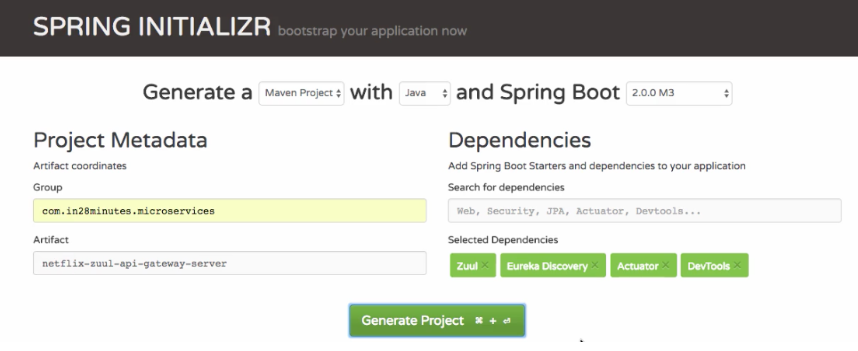 SPRING INITIALIZR bootstrap your application now
Generate a Maven Project with Java and Spring Boot 2.0.0 M3
Project Metadata
Artifact coordinates
Group
com.in28minutes.microservices
Artifact
netflix-zuul-api-gateway-server
Dependencies
Add Spring Boot Starters and dependencies to your application
Search for dependencies
Web, Security, JPA, Actuator, Devtools...
Selected Dependencies
Zuul × Eureka Discovery × Actuator × DevTools ×
Generate Project ⌘ + ⏎